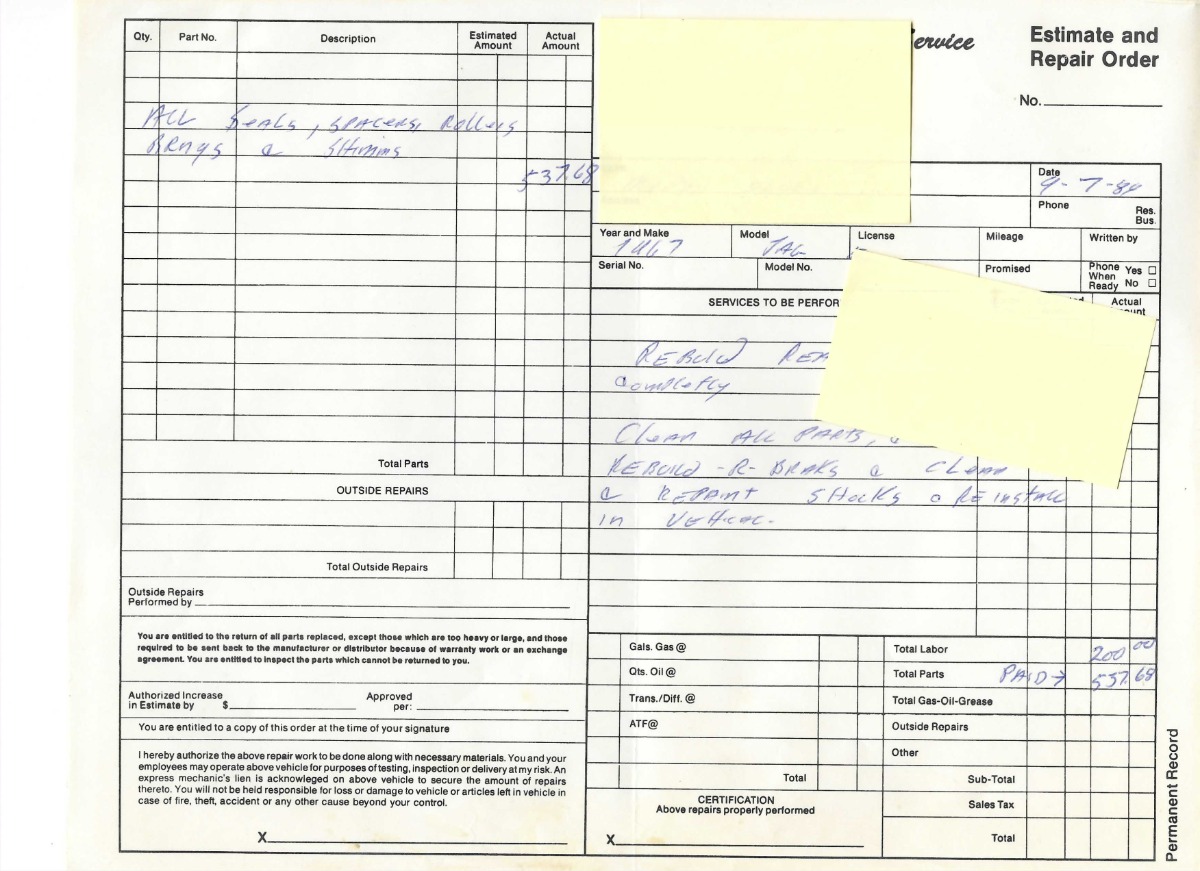 Qty. Part No. Description Estimated Amount Actual Amount
ALL SEALS, SPACERS, Rollers
BRNGS & SHIMMS
537.68
Total Parts
OUTSIDE REPAIRS
Total Outside Repairs
Outside Repairs
Performed by
You are entitled to the return of all parts replaced, except those which are too heavy or large, and those
required to be sent back to the manufacturer or distributor because of warranty work or an exchange
agreement. You are entitled to inspect the parts which cannot be returned to you.
Authorized Increase
in Estimate by $
Approved
per:
You are entitled to a copy of this order at the time of your signature
I hereby authorize the above repair work to be done along with necessary materials. You and your
employees may operate above vehicle for purposes of testing, inspection or delivery at my risk. An
express mechanic's lien is acknowleged on above vehicle to secure the amount of repairs
thereto. You will not be held responsible for loss or damage to vehicle or articles left in vehicle in
case of fire, theft, accident or any other cause beyond your control.
X
ervice
Estimate and
Repair Order
No.
Date
Phone
Res.
Bus.
Year and Make Model License Mileage Written by
JAG
Serial No. Model No. Promised
Phone When Ready Yes No
SERVICES TO BE PERFOR
Actual
REBUILD REA
Completly
Clean ALL PARTS,
REBUILD -R- BRAKS & CLEAN
& REPAINT SHOCKS & REINSTALL
in VEHICAL.
Gals. Gas @
Qts. Oil @
Trans./Diff. @
ATF@
Total
CERTIFICATION
Above repairs properly performed
X
Total Labor 200 00
Total Parts PAID → 537.68
Total Gas-Oil-Grease
Outside Repairs
Other
Sub-Total
Sales Tax
Total
Permanent Record